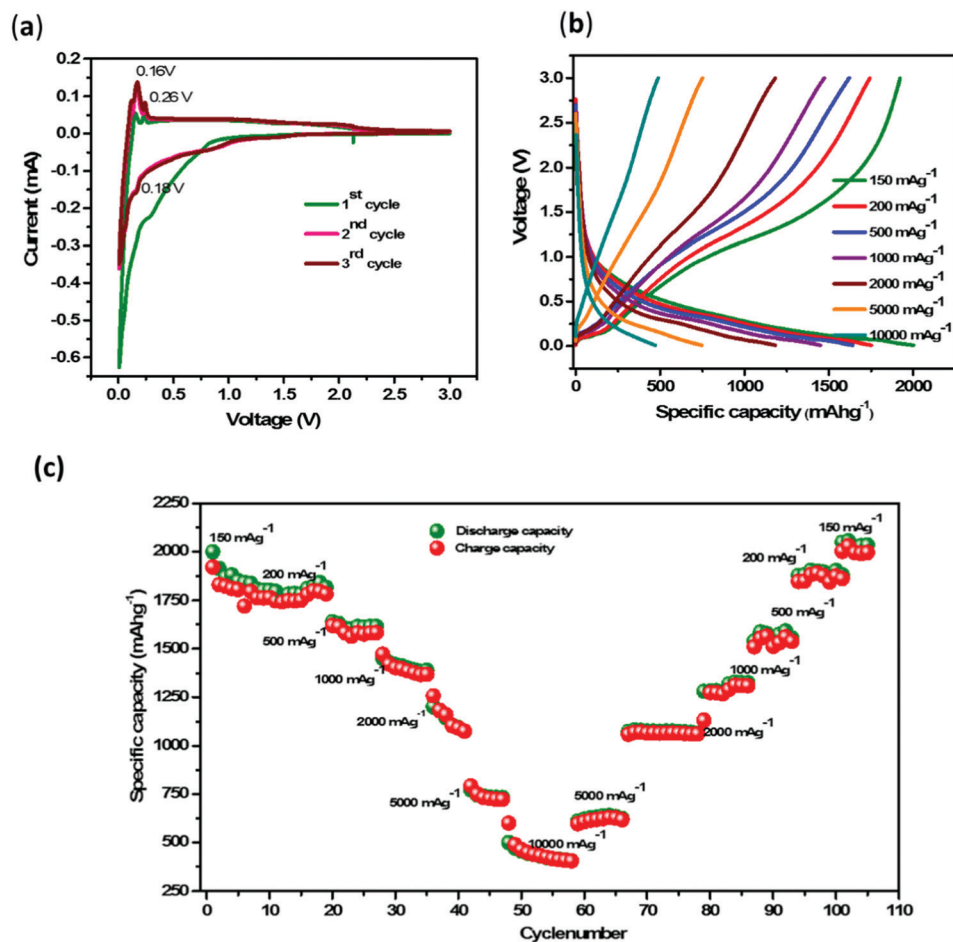 (a)
0.2
0.1
0.0
-0.1
-0.2
-0.3
-0.4
-0.5
-0.6
Current (mA)
0.16V
0.26 V
0.18 V
1st cycle
2nd cycle
3rd cycle
0.0 0.5 1.0 1.5 2.0 2.5 3.0
Voltage (V)
(b)
3.0
2.5
2.0
1.5
1.0
0.5
0.0
Voltage (V)
150 mAg-1
200 mAg-1
500 mAg-1
1000 mAg-1
2000 mAg-1
5000 mAg-1
10000 mAg-1
0 500 1000 1500 2000
Specific capacity (mAhg-1)
(c)
2250
2000
1750
1500
1250
1000
750
500
250
Specific capacity (mAhg-1)
Discharge capacity
Charge capacity
150 mAg-1
200 mAg-1
500 mAg-1
1000 mAg-1
2000 mAg-1
5000 mAg-1
10000 mAg-1
5000 mAg-1
2000 mAg-1
1000 mAg-1
500 mAg-1
200 mAg-1
150 mAg-1
0 10 20 30 40 50 60 70 80 90 100 110
Cyclenumber